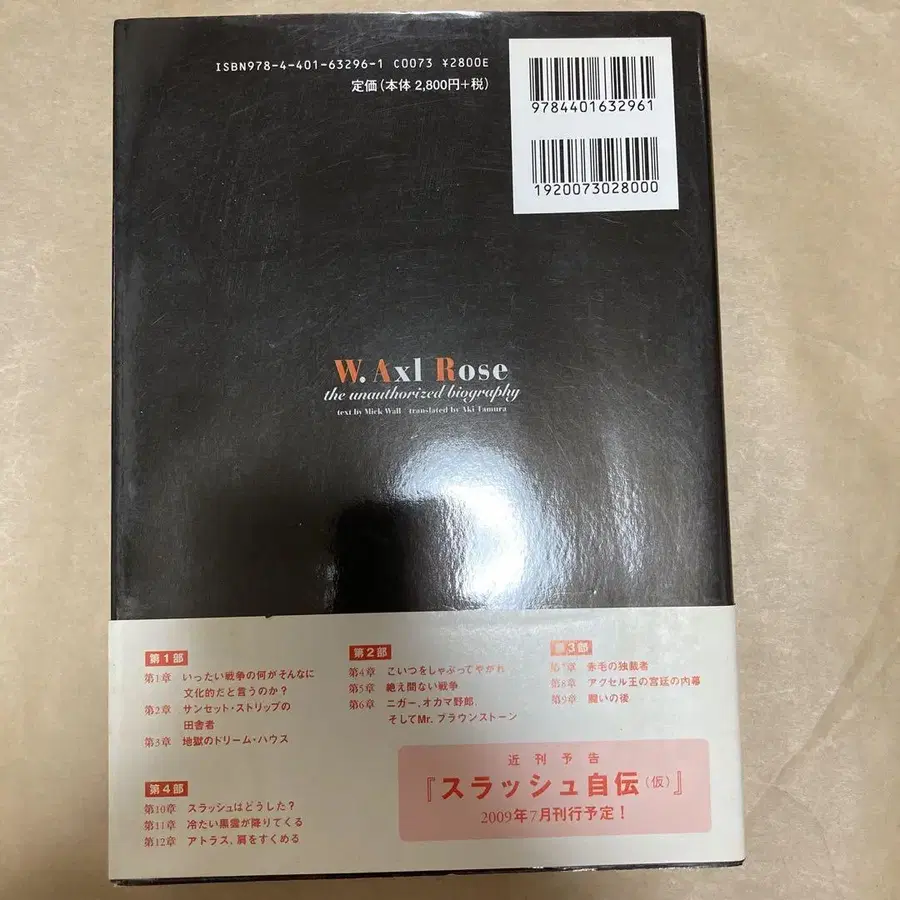 ISBN978-4-401-63296-1 C0073 ¥2800E
定価(本体 2,800円+税)
9784401632961
1920073028000
W. Axl Rose
the unauthorized biography
text by Mick Wall / translated by Aki Tamura
第1部
第1章 いったい戦争の何がそんなに
文化的だと言うのか?
第2章 サンセット・ストリップの
田舎者
第3章 地獄のドリーム・ハウス
第2部
第4章 こいつをしゃぶってやがれ
第5章 絶え間ない戦争
第6章 ニガー、オカマ野郎、
そしてMr. ブラウンストーン
第3部
第7章 赤毛の独裁者
第8章 アクセル王の宮廷の内幕
第9章 闘いの後
第4部
第10章 スラッシュはどうした?
第11章 冷たい黒雲が降りてくる
第12章 アトラス、肩をすくめる
近刊予告
『スラッシュ自伝(仮)』
2009年7月刊行予定!